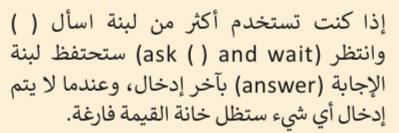 إذا كنت تستخدم أكثر من لبنة اسأل ( )
وانتظر (ask ( ) and wait) ستحتفظ لبنة
الإجابة (answer) بآخر إدخال، وعندما لا يتم
إدخال أي شيء ستظل خانة القيمة فارغة.